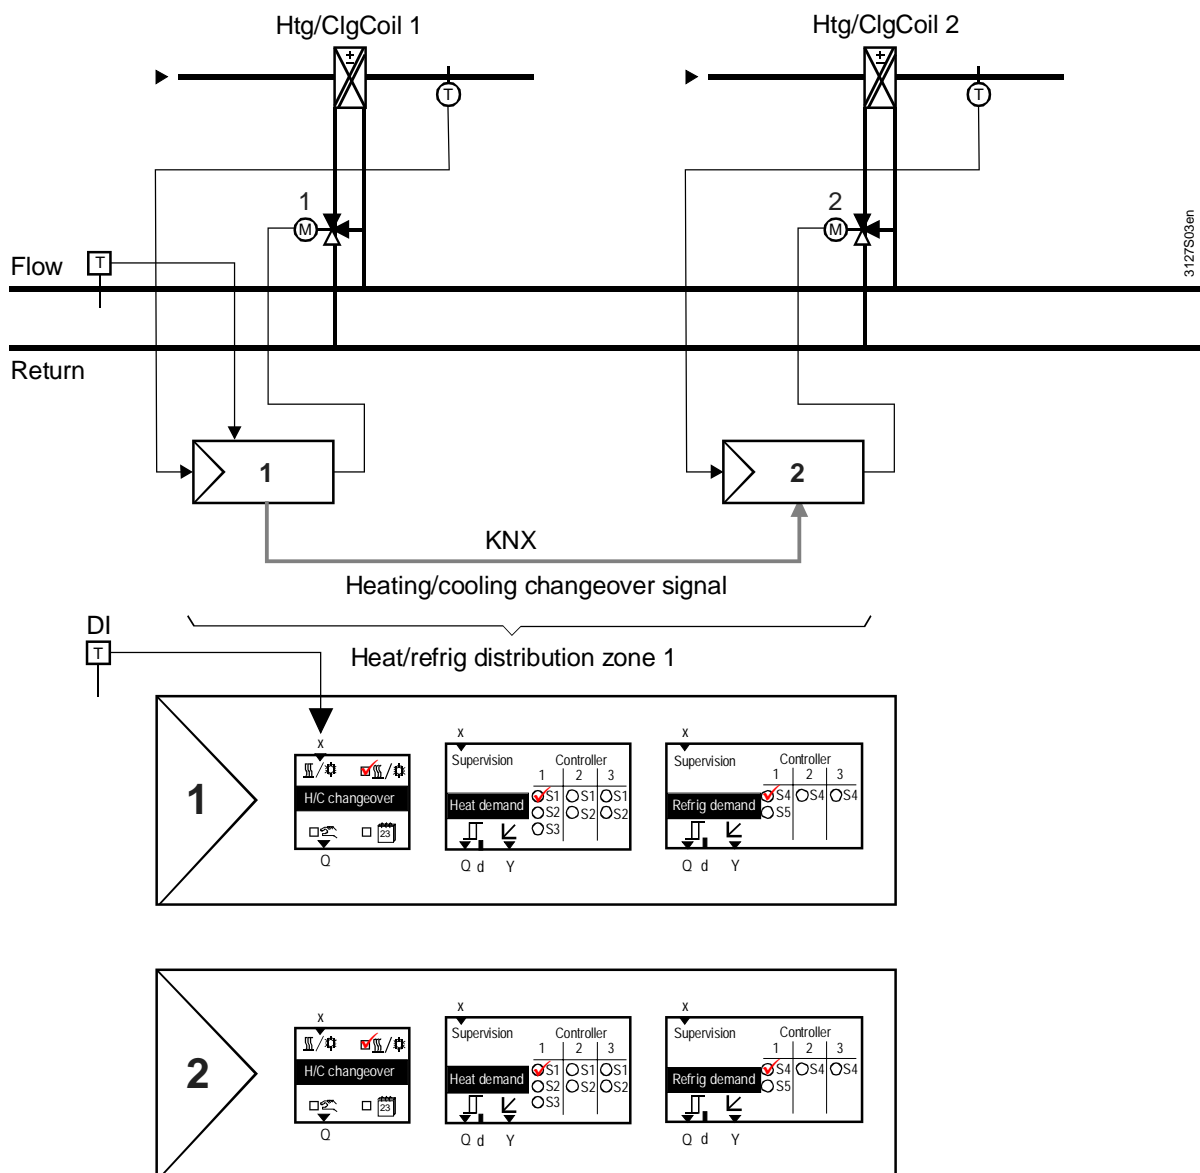 Htg/ClgCoil 1
Htg/ClgCoil 2
+
-
+
-
T
T
1
2
M
M
3127S03en
Flow
T
Return
1
2
KNX
Heating/cooling changeover signal
DI
T
Heat/refrig distribution zone 1
1
x
H/C changeover
23
Q
x
Supervision Controller
1 2 3
Heat demand
S1 S1 S1
S2 S2 S2
S3
Q d Y
x
Supervision Controller
1 2 3
Refrig demand
S4 S4 S4
S5
Q d Y
2
x
H/C changeover
23
Q
x
Supervision Controller
1 2 3
Heat demand
S1 S1 S1
S2 S2 S2
S3
Q d Y
x
Supervision Controller
1 2 3
Refrig demand
S4 S4 S4
S5
Q d Y